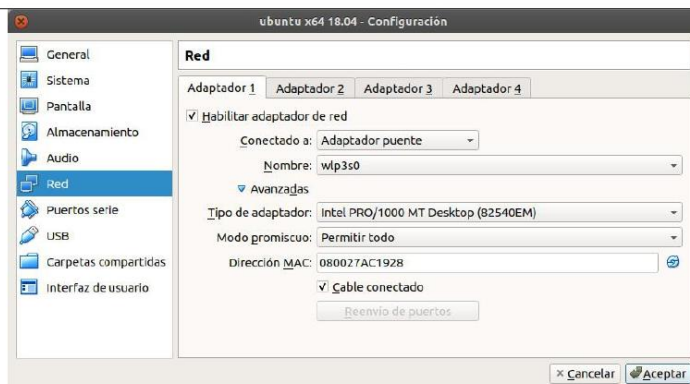 ubuntu x64 18.04 - Configuración
General
Sistema
Pantalla
Almacenamiento
Audio
Red
Puertos serie
USB
Carpetas compartidas
Interfaz de usuario
Red
Adaptador 1 Adaptador 2 Adaptador 3 Adaptador 4
Habilitar adaptador de red
Conectado a: Adaptador puente
Nombre: wlp3s0
Avanzadas
Tipo de adaptador: Intel PRO/1000 MT Desktop (82540EM)
Modo promiscuo: Permitir todo
Dirección MAC: 080027AC1928
Cable conectado
Reenvío de puertos
Cancelar Aceptar